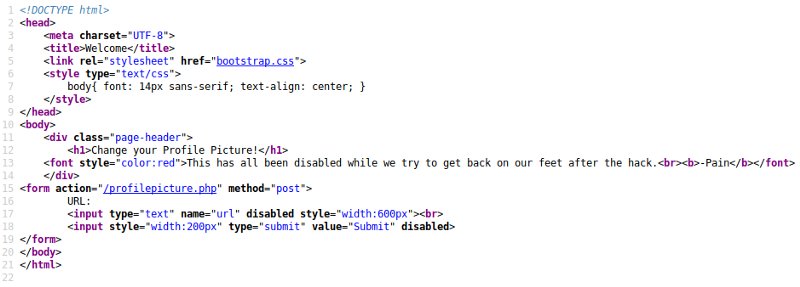 1 <!DOCTYPE html>
2 <head>
3     <meta charset="UTF-8">
4     <title>Welcome</title>
5     <link rel="stylesheet" href="bootstrap.css">
6     <style type="text/css">
7         body{ font: 14px sans-serif; text-align: center; }
8     </style>
9 </head>
10 <body>
11     <div class="page-header">
12         <h1>Change your Profile Picture!</h1>
13     <font style="color:red">This has all been disabled while we try to get back on our feet after the hack.<br><b>-Pain</b></font>
14     </div>
15 <form action="/profilepicture.php" method="post">
16         URL:
17         <input type="text" name="url" disabled style="width:600px"><br>
18         <input style="width:200px" type="submit" value="Submit" disabled>
19 </form>
20 </body>
21 </html>
22